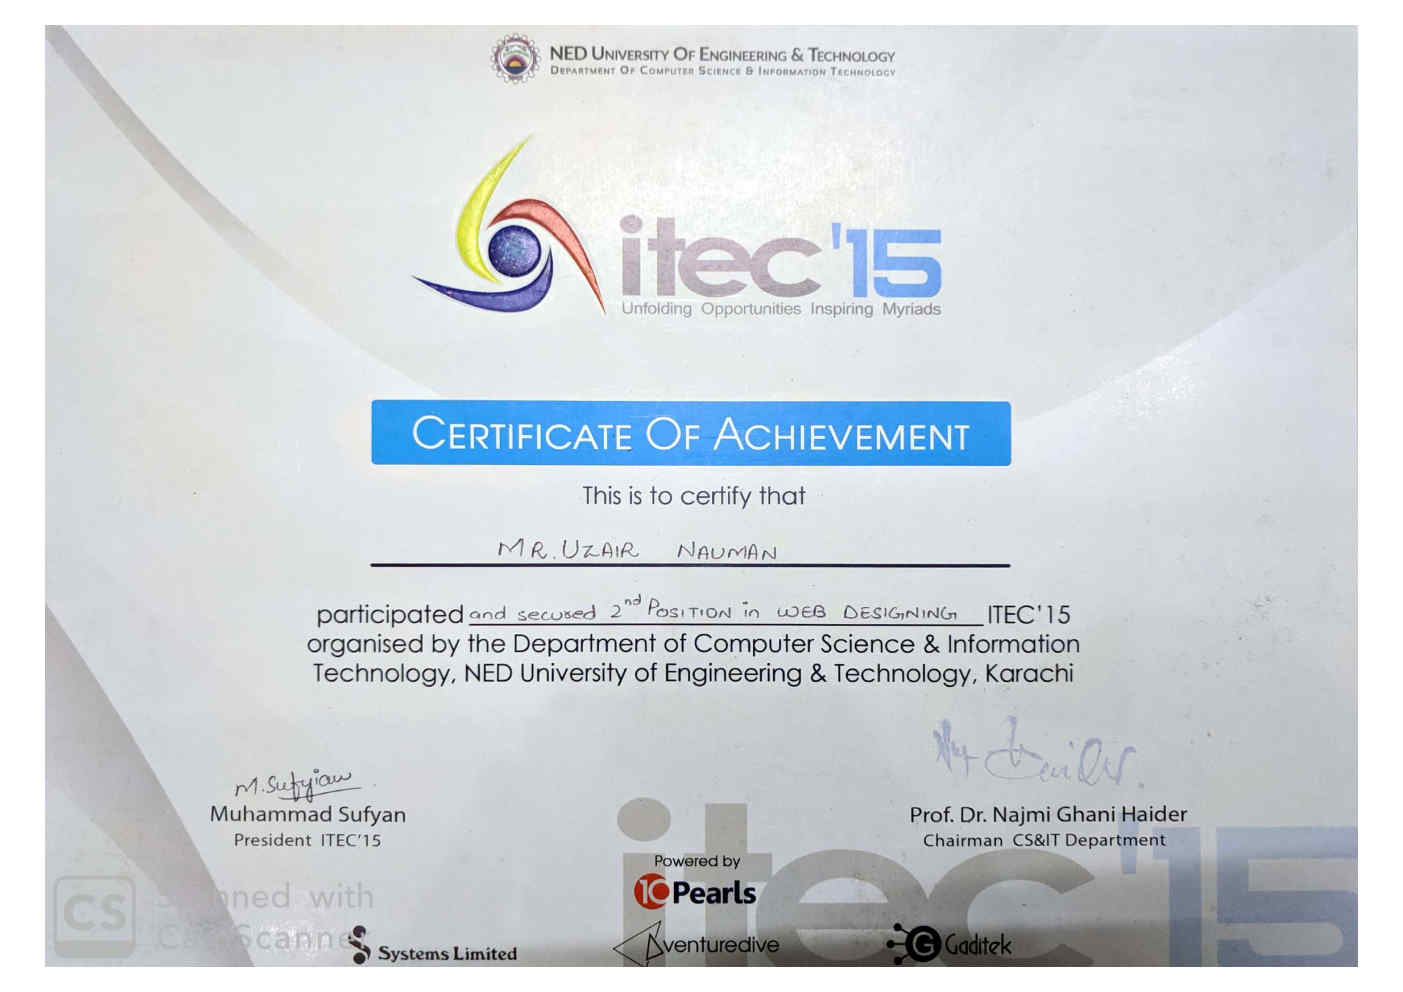 NED University Of Engineering & Technology
Department Of Computer Science & Information Technology
itec'15
Unfolding Opportunities Inspiring Myriads
Certificate Of Achievement
This is to certify that
MR. UZAIR NAUMAN
participated and secured 2nd POSITION in WEB DESIGNING ITEC'15
organised by the Department of Computer Science & Information
Technology, NED University of Engineering & Technology, Karachi
M. Sufyian
Muhammad Sufyan
President ITEC'15
Prof. Dr. Najmi Ghani Haider
Chairman CS&IT Department
itec'15
Powered by
10Pearls
CS Scanned with
CamScanner
Systems Limited
venturedive
Gaditek